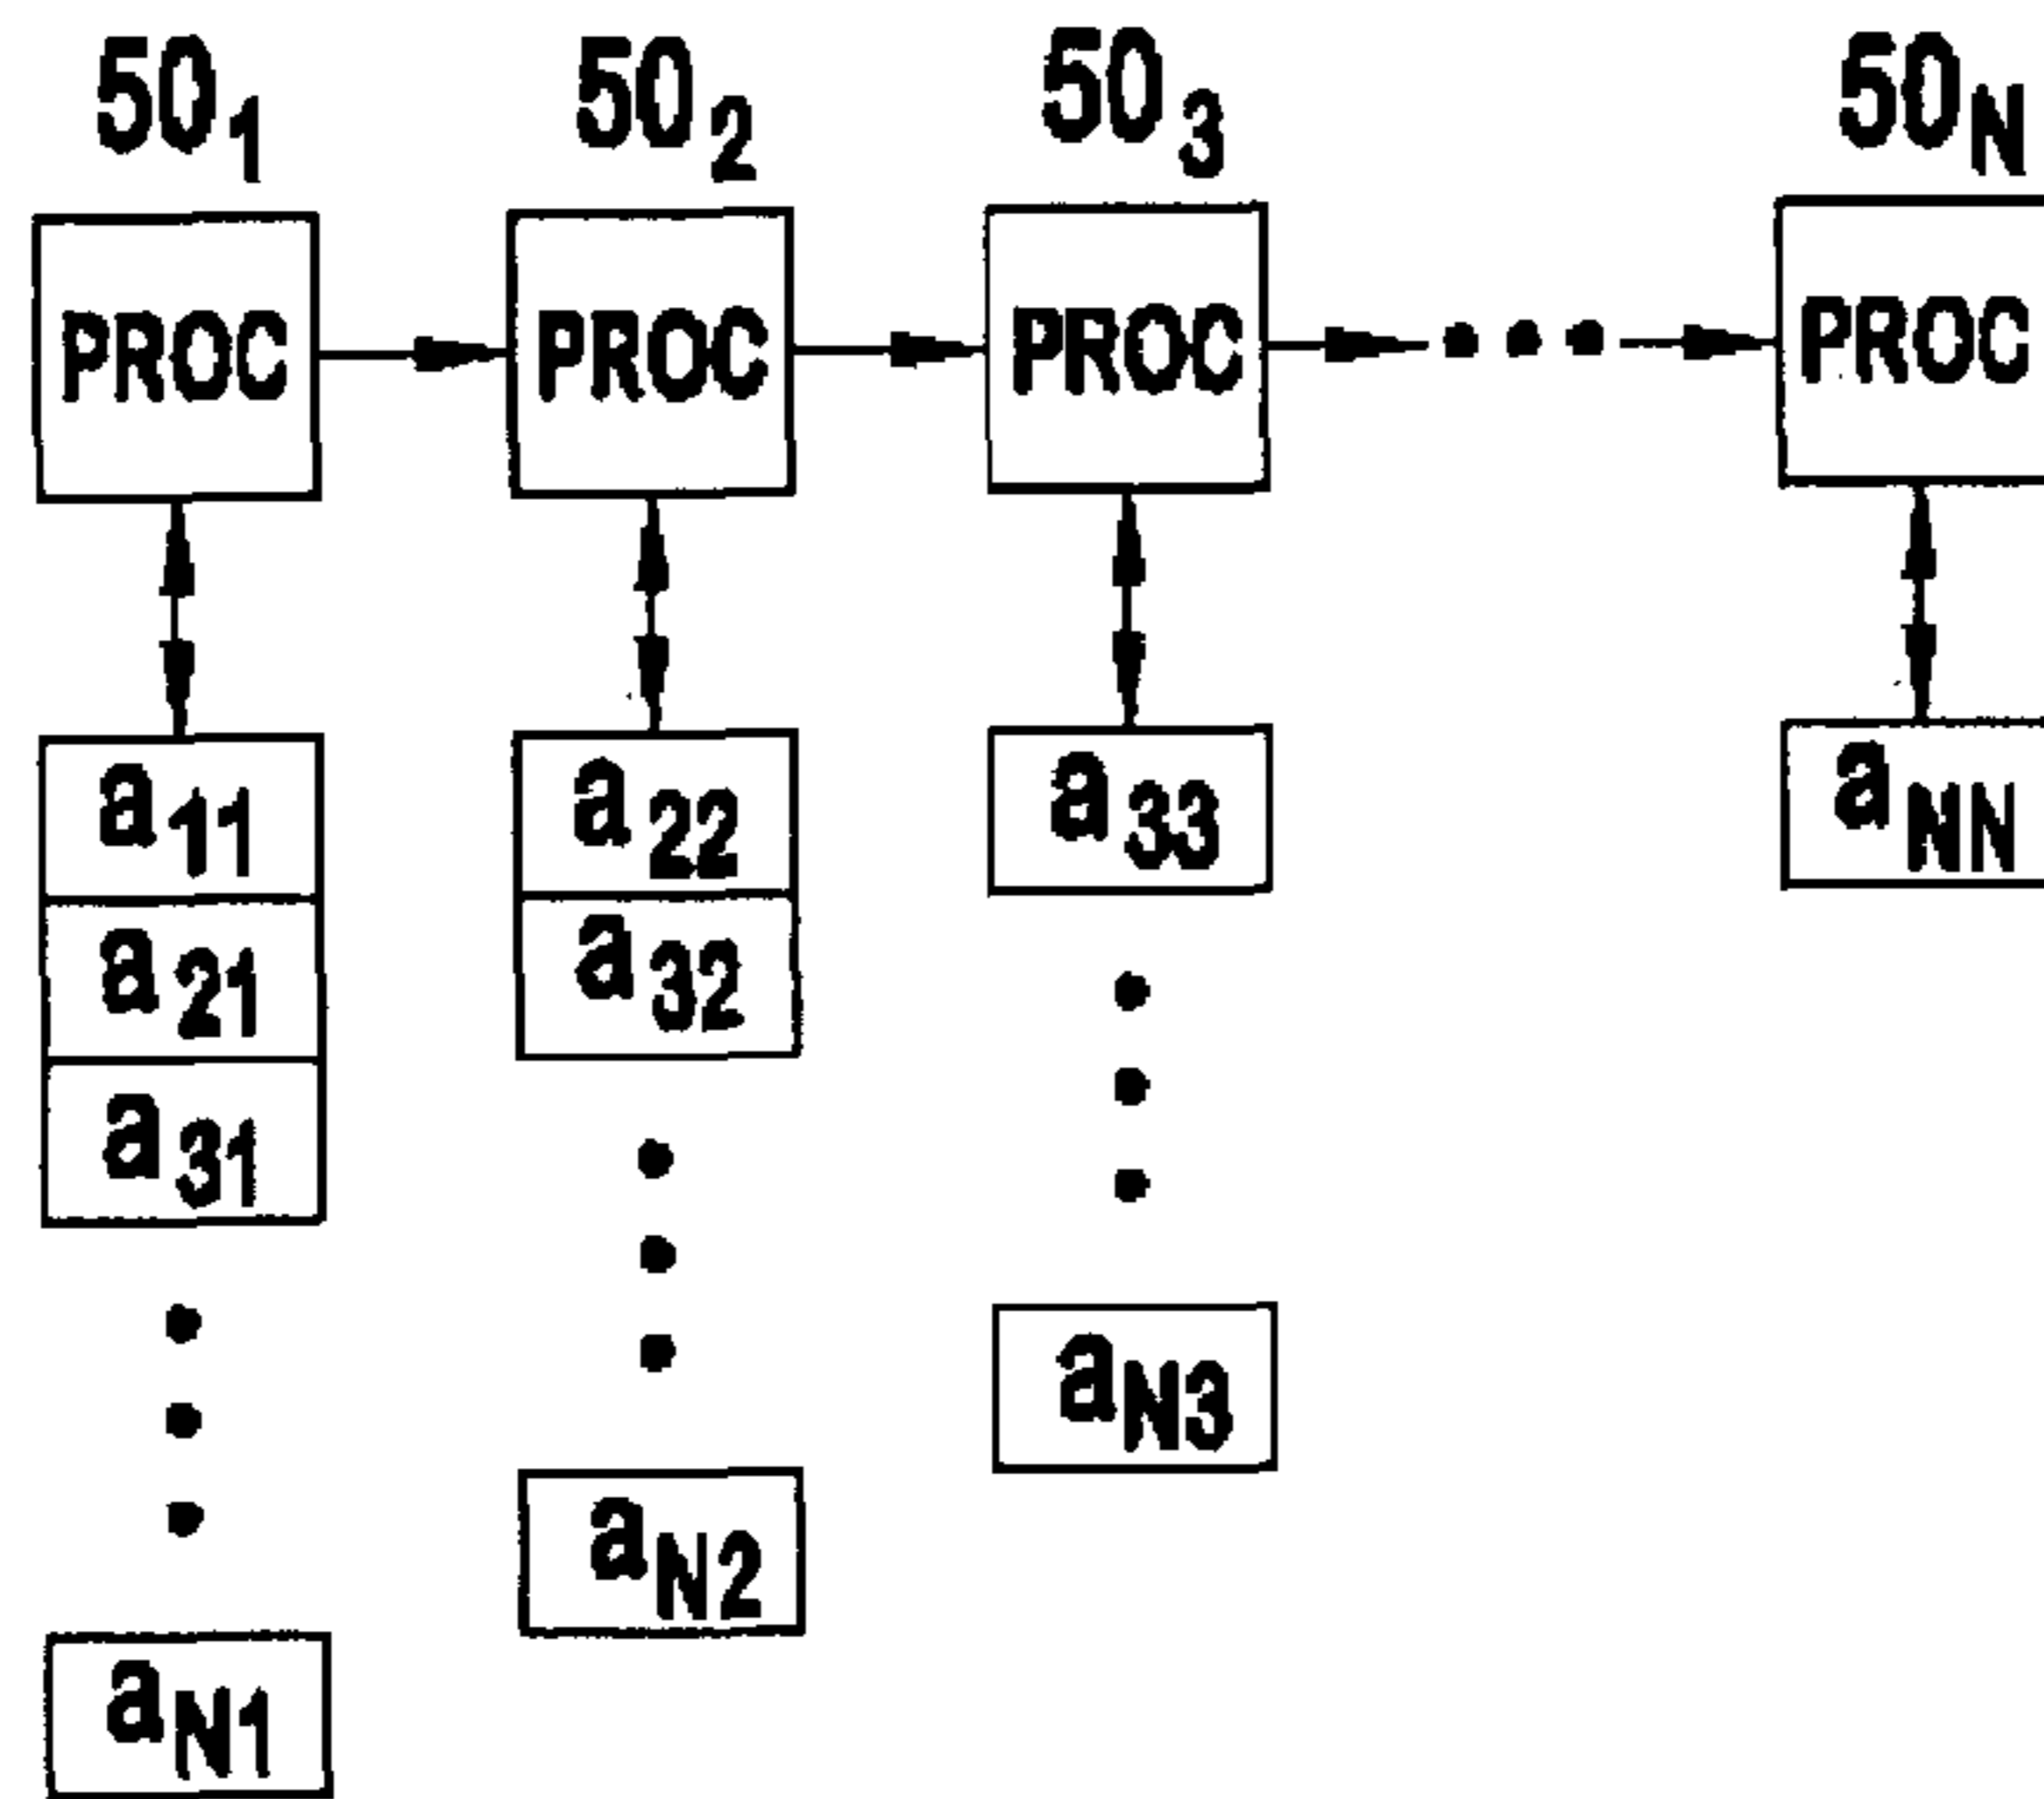 50₁ 50₂ 50₃ 50N
PROC PROC PROC PROC
a₁₁ a₂₂ a₃₃ aNN
a₂₁ a₃₂
a₃₁
aN3
aN2
aN1